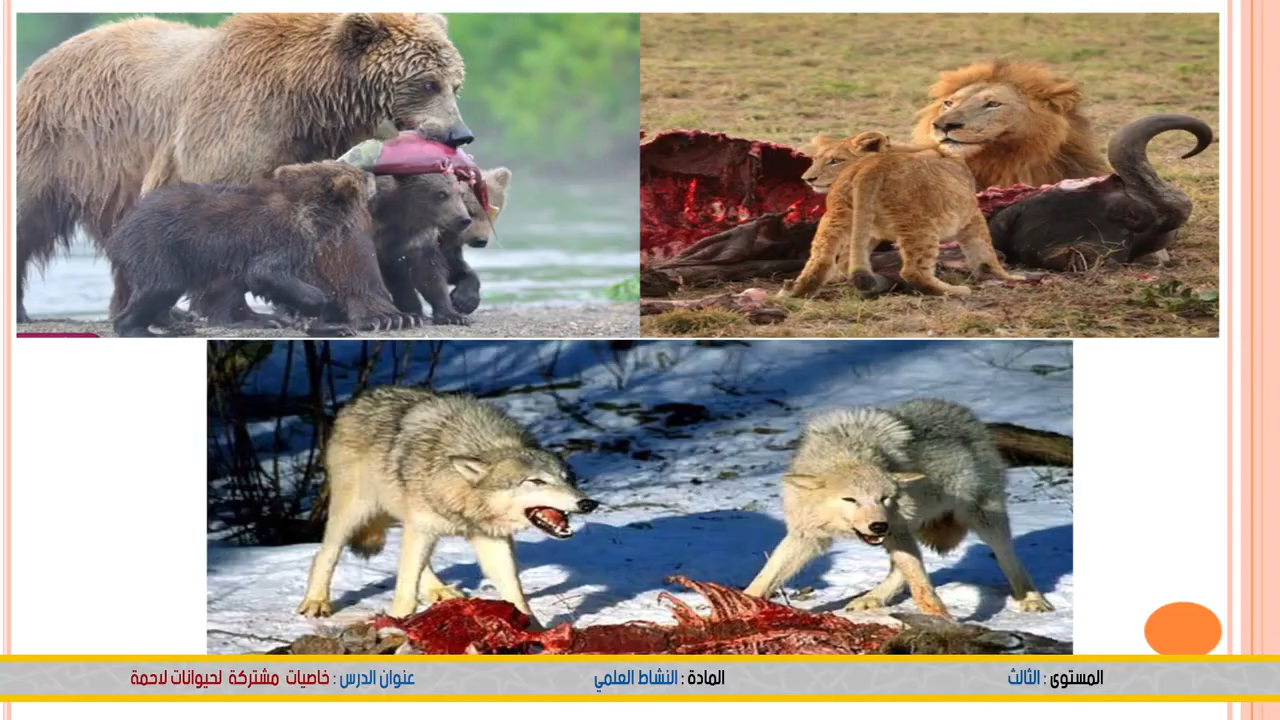 المستوى : الثالث
المادة : النشاط العلمي
عنوان الدرس : خاصيات مشتركة لحيوانات لاحمة